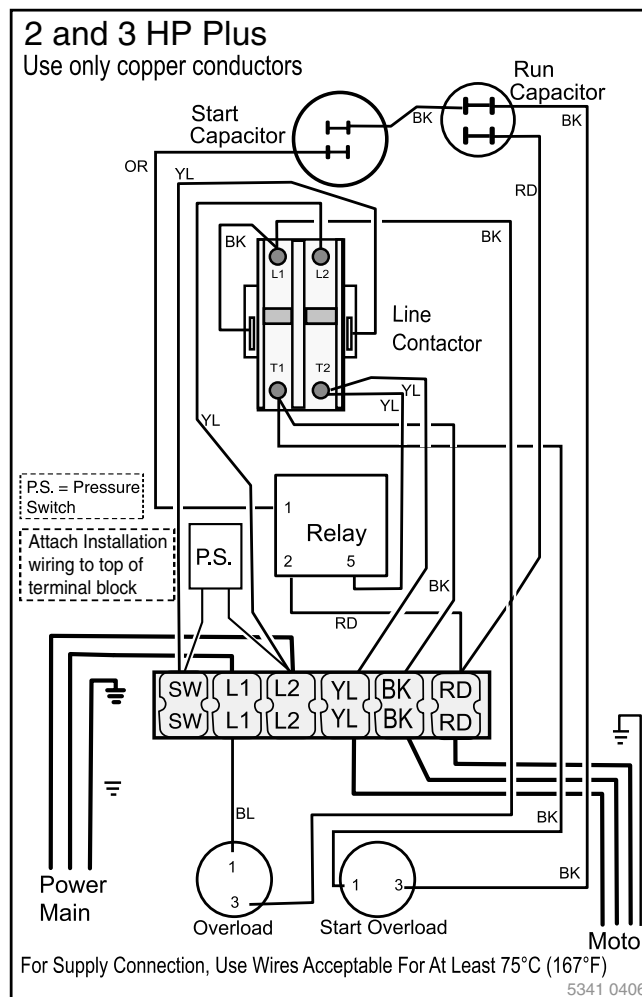 2 and 3 HP Plus
Use only copper conductors
Run
Capacitor
Start
Capacitor
BK
BK
OR
YL
RD
BK
BK
L1
L2
Line
Contactor
T1
T2
YL
YL
YL
P.S. = Pressure
Switch
1
Relay
2
5
Attach Installation
wiring to top of
terminal block
P.S.
BK
RD
SW
L1
L2
YL
BK
RD
SW
L1
L2
YL
BK
RD
BL
BK
1
3
1
3
BK
Overload
Start Overload
Power
Main
Moto
For Supply Connection, Use Wires Acceptable For At Least 75°C (167°F)
5341 0406